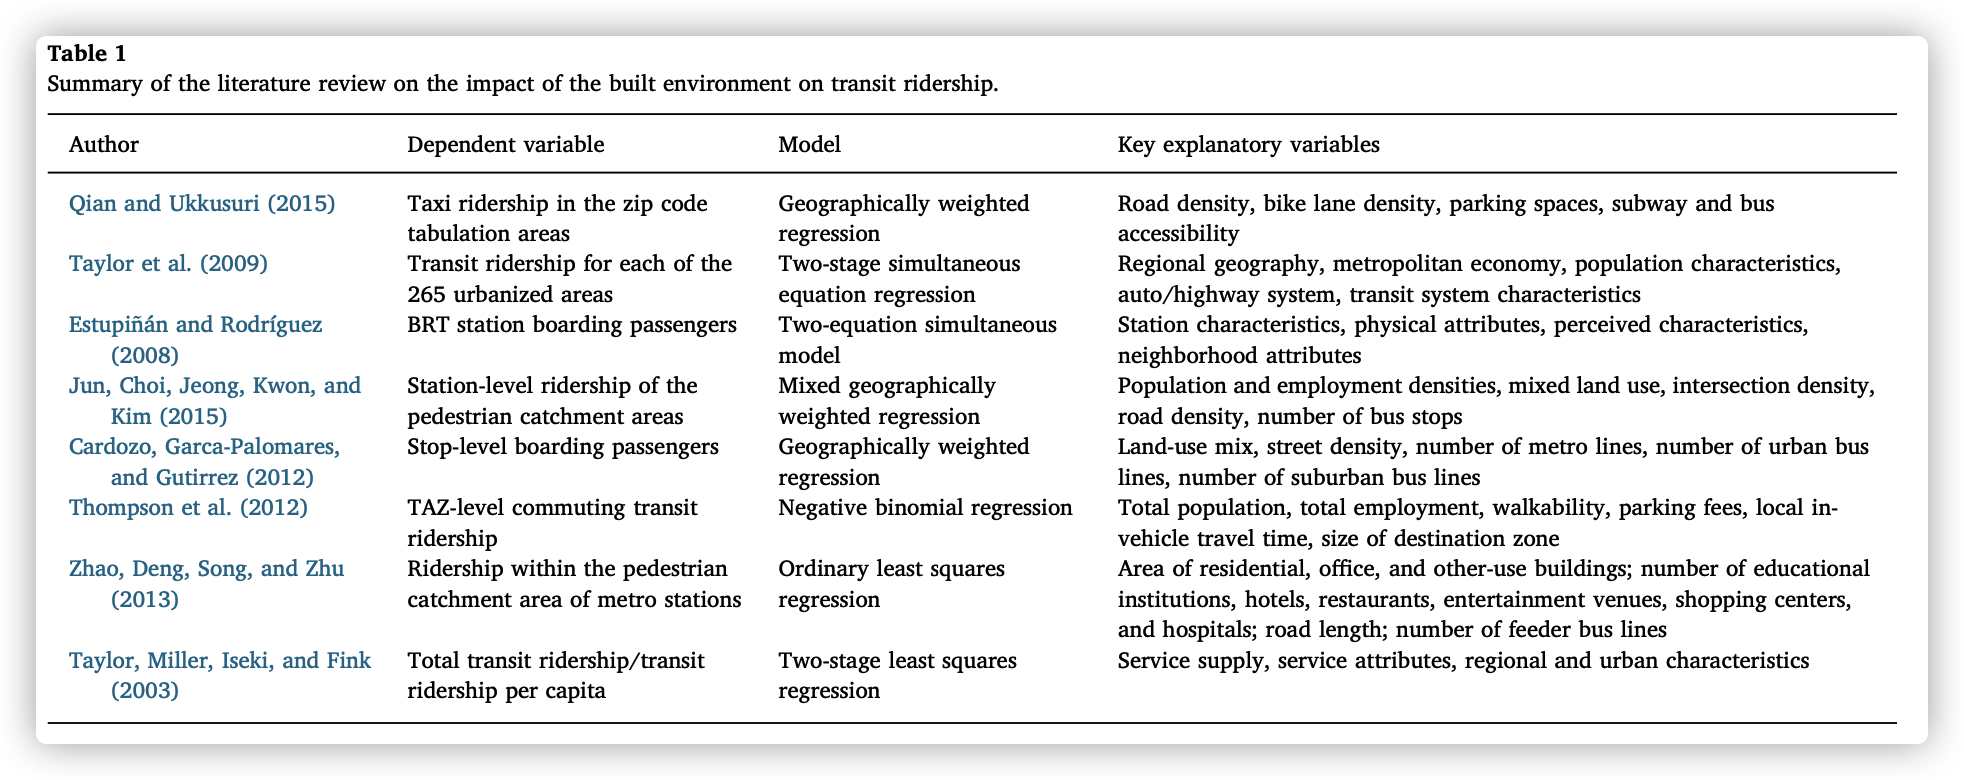 Table 1
Summary of the literature review on the impact of the built environment on transit ridership.
Author Dependent variable Model Key explanatory variables
Qian and Ukkusuri (2015) Taxi ridership in the zip code Geographically weighted Road density, bike lane density, parking spaces, subway and bus
tabulation areas regression accessibility
Taylor et al. (2009) Transit ridership for each of the Two-stage simultaneous Regional geography, metropolitan economy, population characteristics,
265 urbanized areas equation regression auto/highway system, transit system characteristics
Estupiñán and Rodríguez BRT station boarding passengers Two-equation simultaneous Station characteristics, physical attributes, perceived characteristics,
(2008) model neighborhood attributes
Jun, Choi, Jeong, Kwon, and Station-level ridership of the Mixed geographically Population and employment densities, mixed land use, intersection density,
Kim (2015) pedestrian catchment areas weighted regression road density, number of bus stops
Cardozo, Garca-Palomares, Stop-level boarding passengers Geographically weighted Land-use mix, street density, number of metro lines, number of urban bus
and Gutirrez (2012) regression lines, number of suburban bus lines
Thompson et al. (2012) TAZ-level commuting transit Negative binomial regression Total population, total employment, walkability, parking fees, local in-
ridership vehicle travel time, size of destination zone
Zhao, Deng, Song, and Zhu Ridership within the pedestrian Ordinary least squares Area of residential, office, and other-use buildings; number of educational
(2013) catchment area of metro stations regression institutions, hotels, restaurants, entertainment venues, shopping centers,
and hospitals; road length; number of feeder bus lines
Taylor, Miller, Iseki, and Fink Total transit ridership/transit Two-stage least squares Service supply, service attributes, regional and urban characteristics
(2003) ridership per capita regression